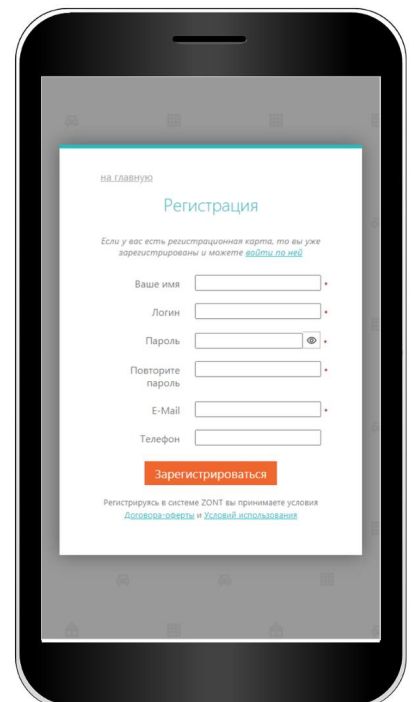 на главную
Регистрация
Если у вас есть регистрационная карта, то вы уже
зарегистрированы и можете войти по ней
Ваше имя
Логин
Пароль
Повторите
пароль
E-Mail
Телефон
Зарегистрироваться
Регистрируясь в системе ZONT вы принимаете условия
Договора-оферты и Условий использования